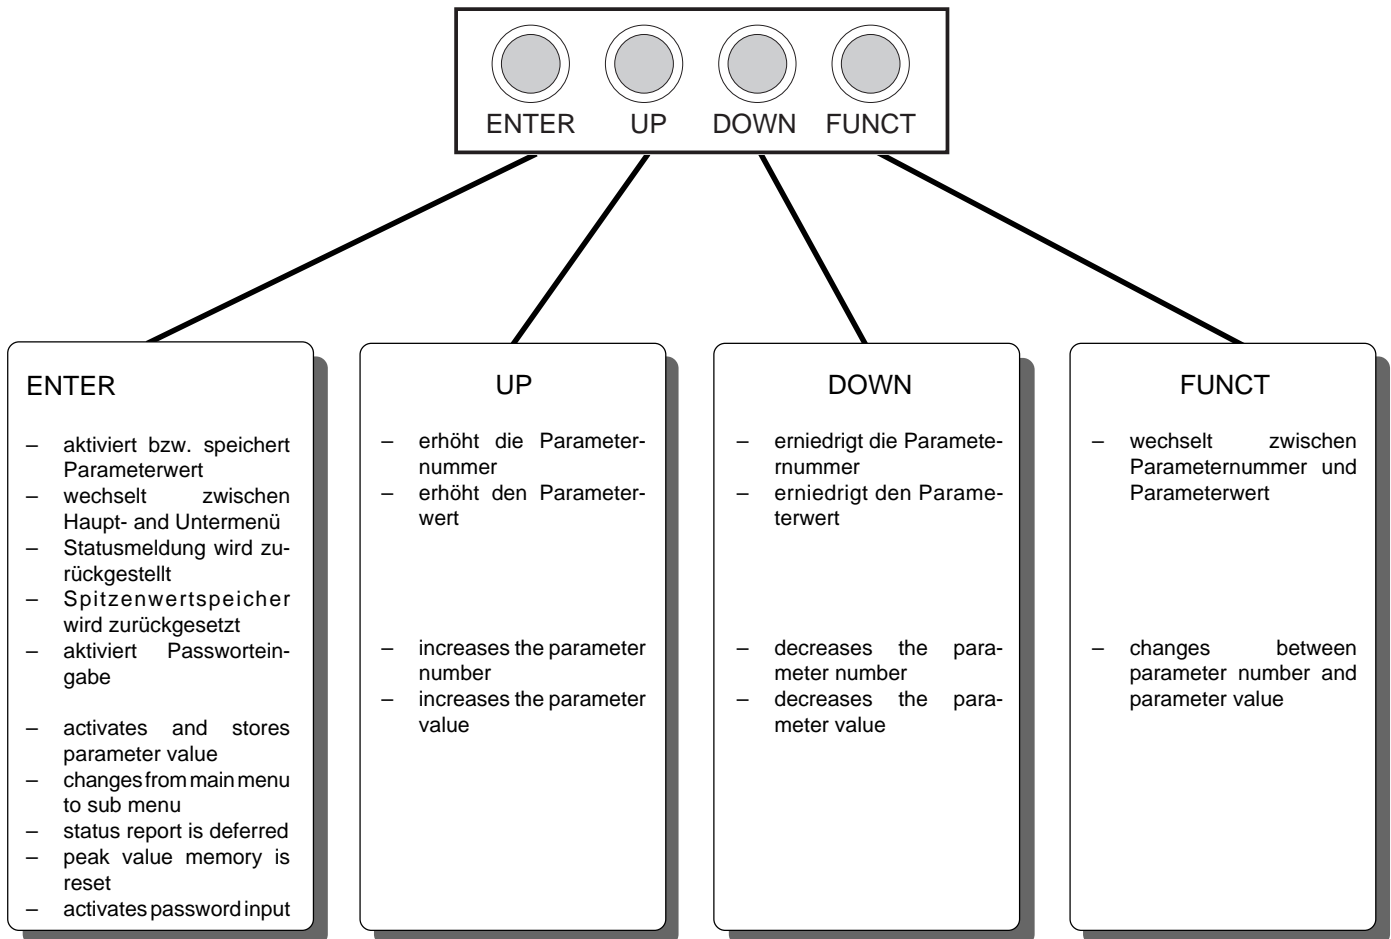 ENTER UP DOWN FUNCT
ENTER
– aktiviert bzw. speichert
Parameterwert
– wechselt zwischen
Haupt- and Untermenü
– Statusmeldung wird zu-
rückgestellt
– Spitzenwertspeicher
wird zurückgesetzt
– aktiviert Passwortein-
gabe
– activates and stores
parameter value
– changes from main menu
to sub menu
– status report is deferred
– peak value memory is
reset
– activates password input
UP
– erhöht die Parameter-
nummer
– erhöht den Parameter-
wert
– increases the parameter
number
– increases the parameter
value
DOWN
– erniedrigt die Paramete-
rnummer
– erniedrigt den Parame-
terwert
– decreases the para-
meter number
– decreases the para-
meter value
FUNCT
– wechselt zwischen
Parameternummer und
Parameterwert
– changes between
parameter number and
parameter value